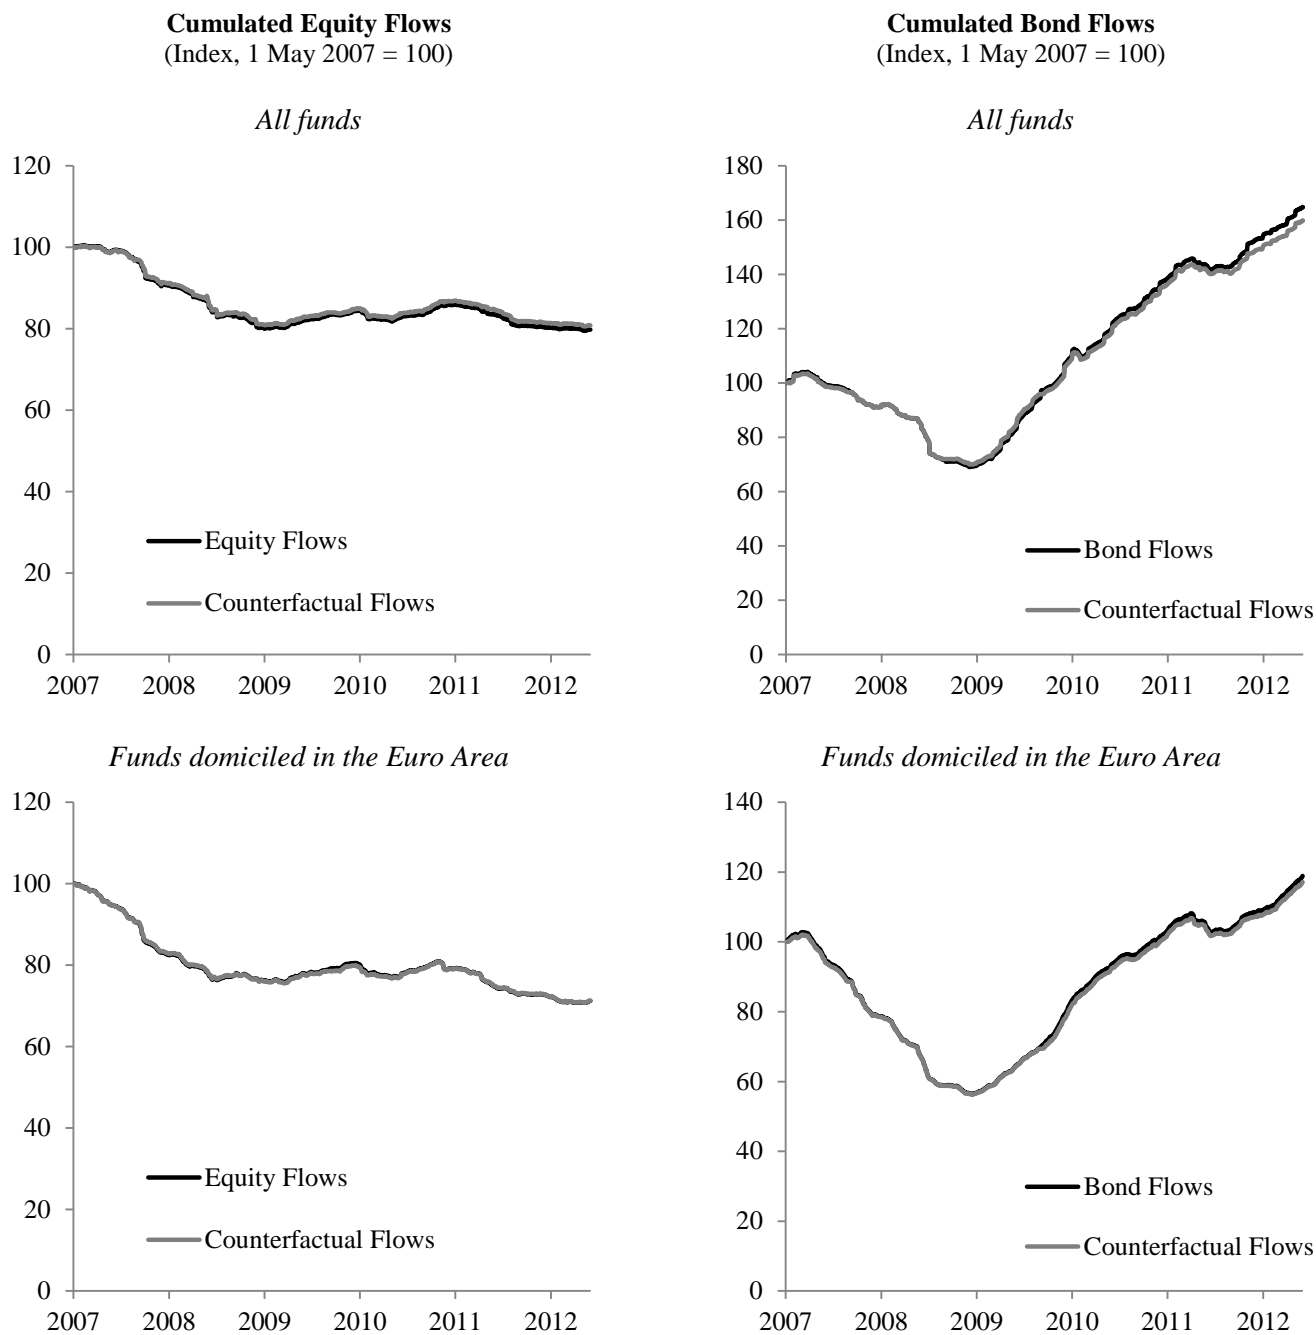 Cumulated Equity Flows
(Index, 1 May 2007 = 100)
All funds
120
100
80
60
40
20
0
Equity Flows
Counterfactual Flows
2007 2008 2009 2010 2011 2012
Cumulated Bond Flows
(Index, 1 May 2007 = 100)
All funds
180
160
140
120
100
80
60
40
20
0
Bond Flows
Counterfactual Flows
2007 2008 2009 2010 2011 2012
Funds domiciled in the Euro Area
120
100
80
60
40
20
0
Equity Flows
Counterfactual Flows
2007 2008 2009 2010 2011 2012
Funds domiciled in the Euro Area
140
120
100
80
60
40
20
0
Bond Flows
Counterfactual Flows
2007 2008 2009 2010 2011 2012